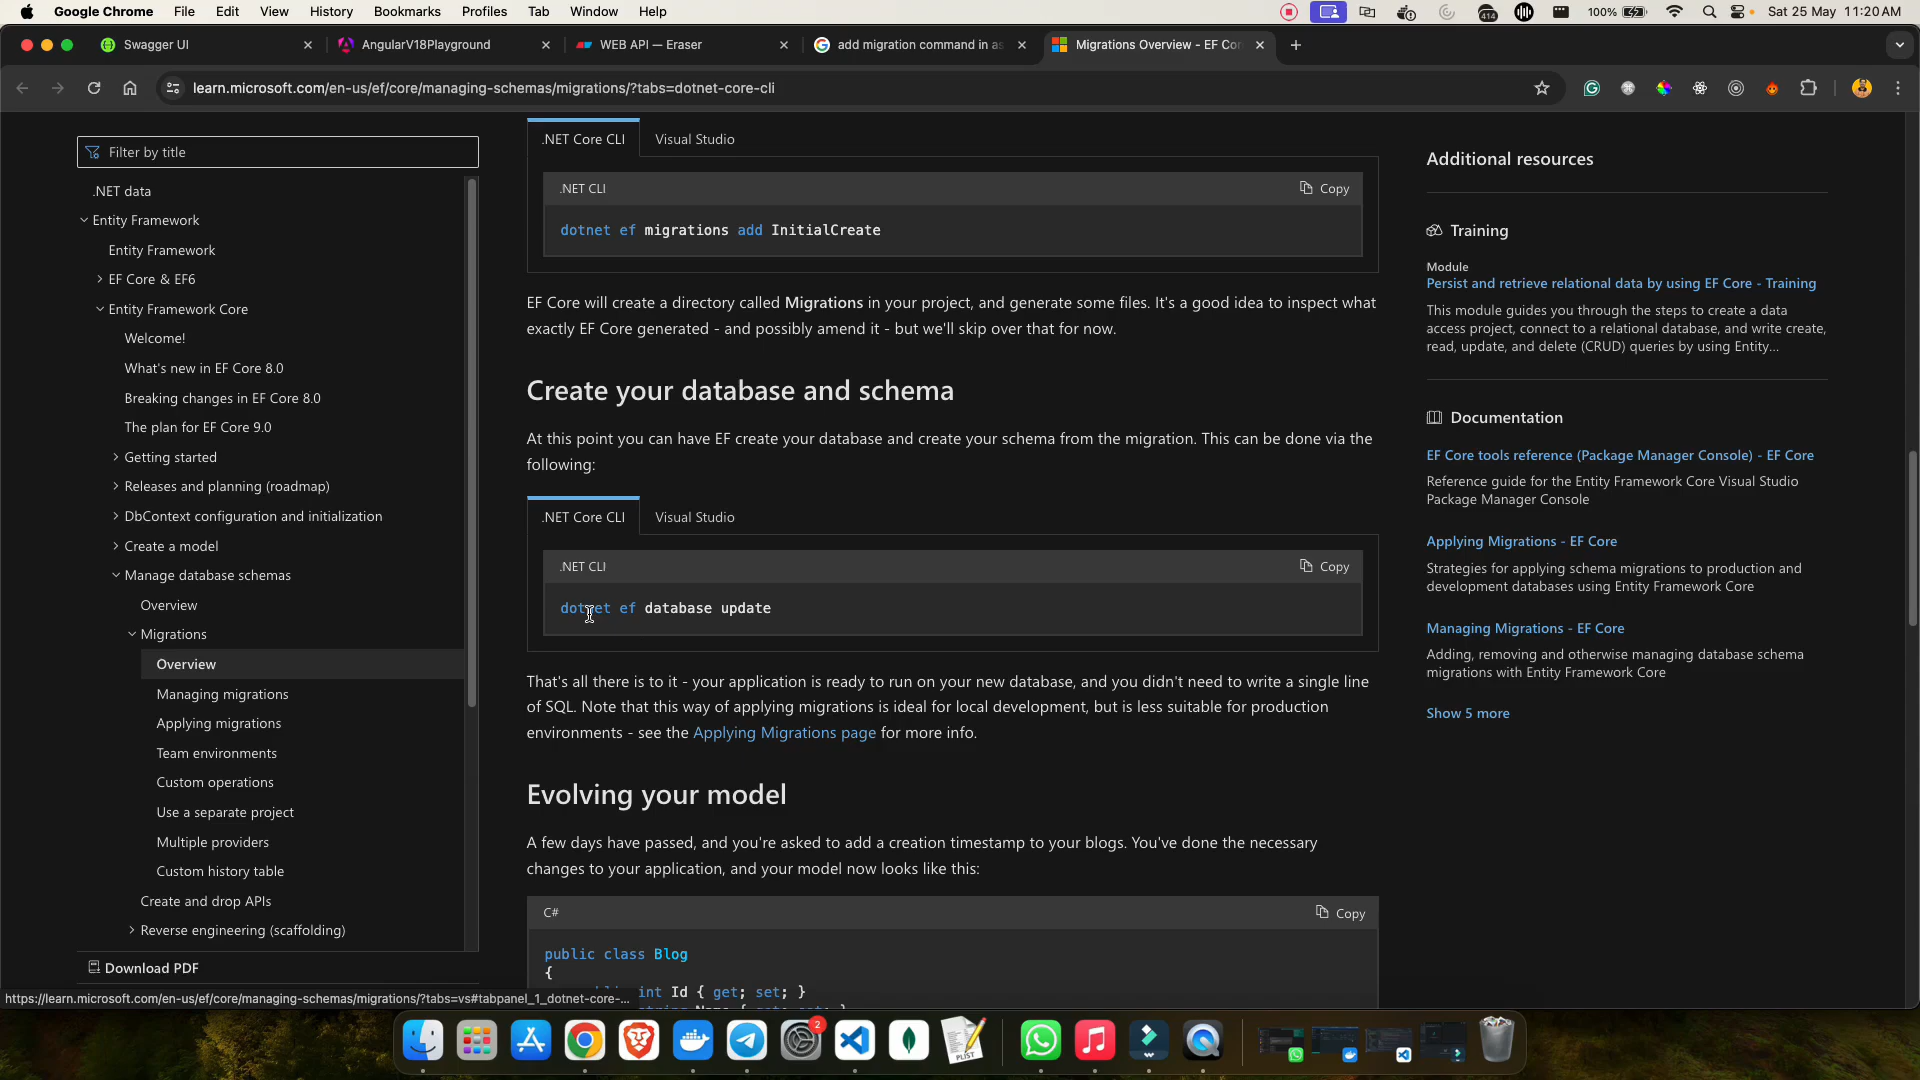 Google Chrome File Edit View History Bookmarks Profiles Tab Window Help
414
100%
Sat 25 May 11:20 AM
Swagger UI
AngularV18Playground
WEB API — Eraser
add migration command in as
Migrations Overview - EF Cor
learn.microsoft.com/en-us/ef/core/managing-schemas/migrations/?tabs=dotnet-core-cli
Filter by title
.NET data
Entity Framework
Entity Framework
EF Core & EF6
Entity Framework Core
Welcome!
What's new in EF Core 8.0
Breaking changes in EF Core 8.0
The plan for EF Core 9.0
Getting started
Releases and planning (roadmap)
DbContext configuration and initialization
Create a model
Manage database schemas
Overview
Migrations
Overview
Managing migrations
Applying migrations
Team environments
Custom operations
Use a separate project
Multiple providers
Custom history table
Create and drop APIs
Reverse engineering (scaffolding)
Download PDF
https://learn.microsoft.com/en-us/ef/core/managing-schemas/migrations/?tabs=vs#tabpanel_1_dotnet-core-...
.NET Core CLI Visual Studio
.NET CLI Copy
dotnet ef migrations add InitialCreate
EF Core will create a directory called Migrations in your project, and generate some files. It's a good idea to inspect what
exactly EF Core generated - and possibly amend it - but we'll skip over that for now.
Create your database and schema
At this point you can have EF create your database and create your schema from the migration. This can be done via the
following:
.NET Core CLI Visual Studio
.NET CLI Copy
dotnet ef database update
That's all there is to it - your application is ready to run on your new database, and you didn't need to write a single line
of SQL. Note that this way of applying migrations is ideal for local development, but is less suitable for production
environments - see the Applying Migrations page for more info.
Evolving your model
A few days have passed, and you're asked to add a creation timestamp to your blogs. You've done the necessary
changes to your application, and your model now looks like this:
C# Copy
public class Blog
{
int Id { get; set; }
Additional resources
Training
Module
Persist and retrieve relational data by using EF Core - Training
This module guides you through the steps to create a data
access project, connect to a relational database, and write create,
read, update, and delete (CRUD) queries by using Entity...
Documentation
EF Core tools reference (Package Manager Console) - EF Core
Reference guide for the Entity Framework Core Visual Studio
Package Manager Console
Applying Migrations - EF Core
Strategies for applying schema migrations to production and
development databases using Entity Framework Core
Managing Migrations - EF Core
Adding, removing and otherwise managing database schema
migrations with Entity Framework Core
Show 5 more
2
PLIST